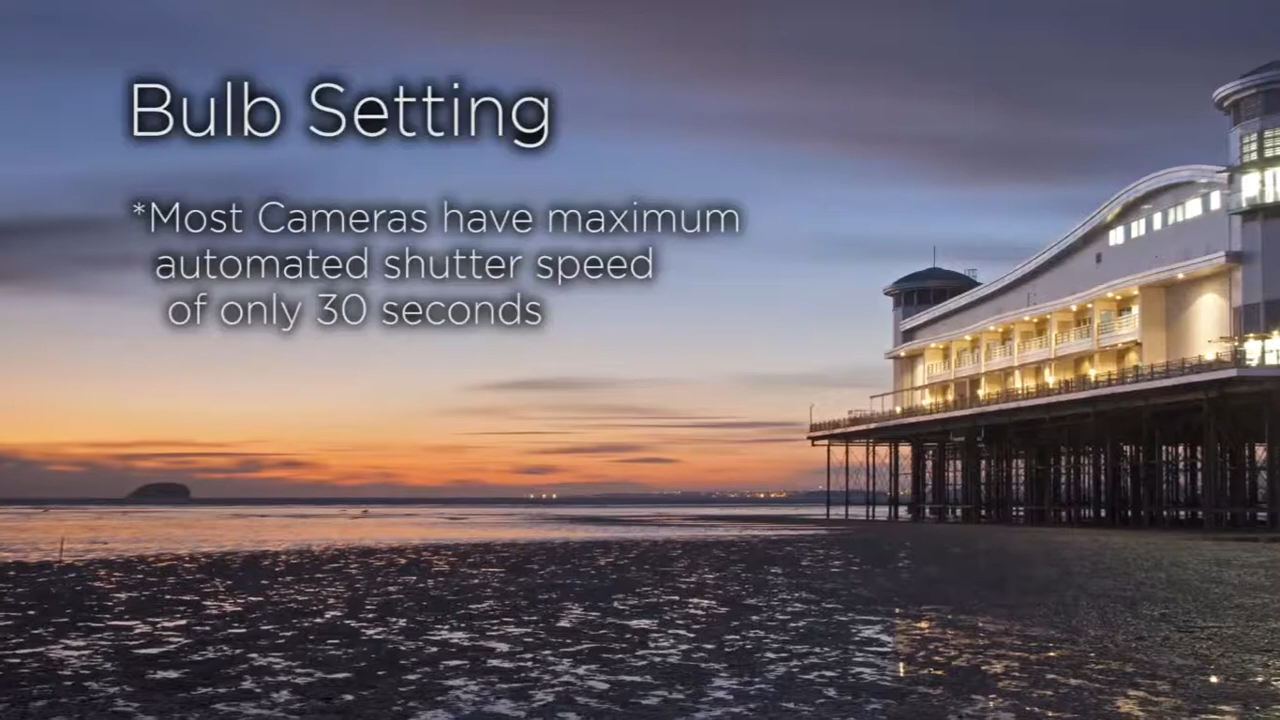 Bulb Setting
*Most Cameras have maximum
automated shutter speed
of only 30 seconds